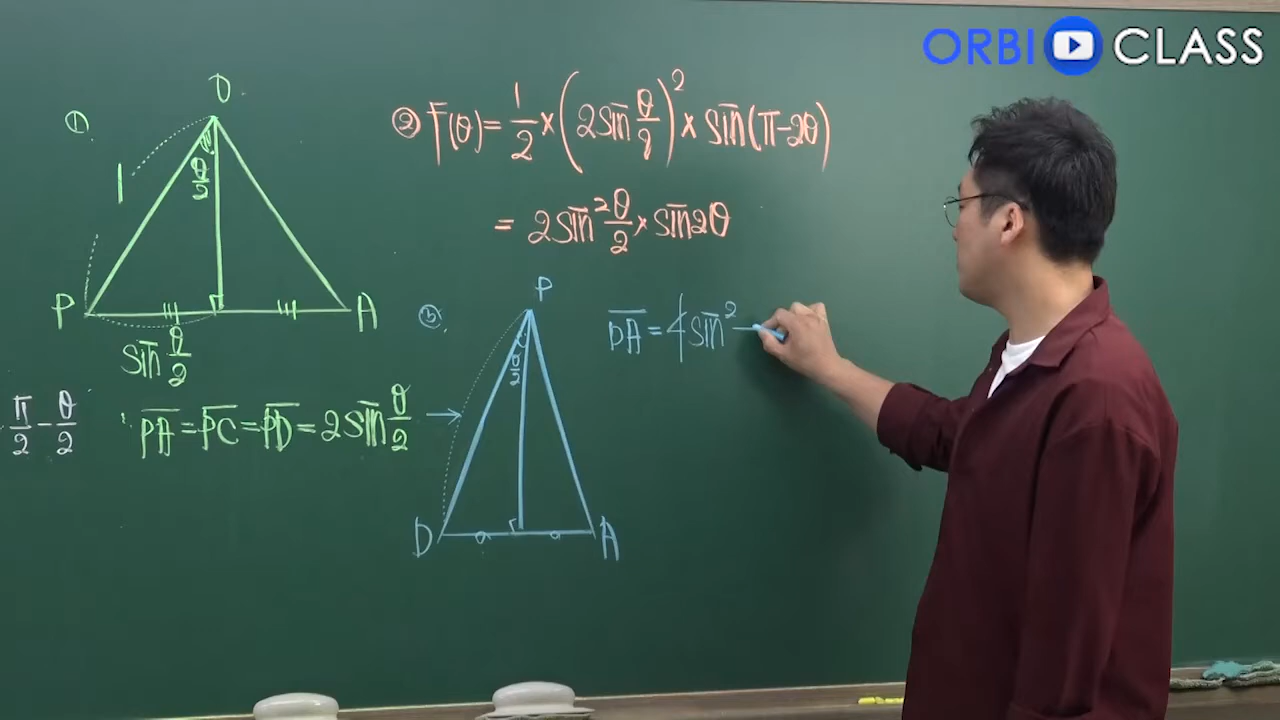 ORBI CLASS
①
O
1
θ/2
P
A
sin θ/2
π/2 - θ/2
PA = PC = PD = 2sin θ/2 →
② f(θ) = 1/2 × (2sin θ/2)² × sin(π-2θ)
= 2sin² θ/2 × sin2θ
③
P
θ/2
D
A
DA = 4sin²